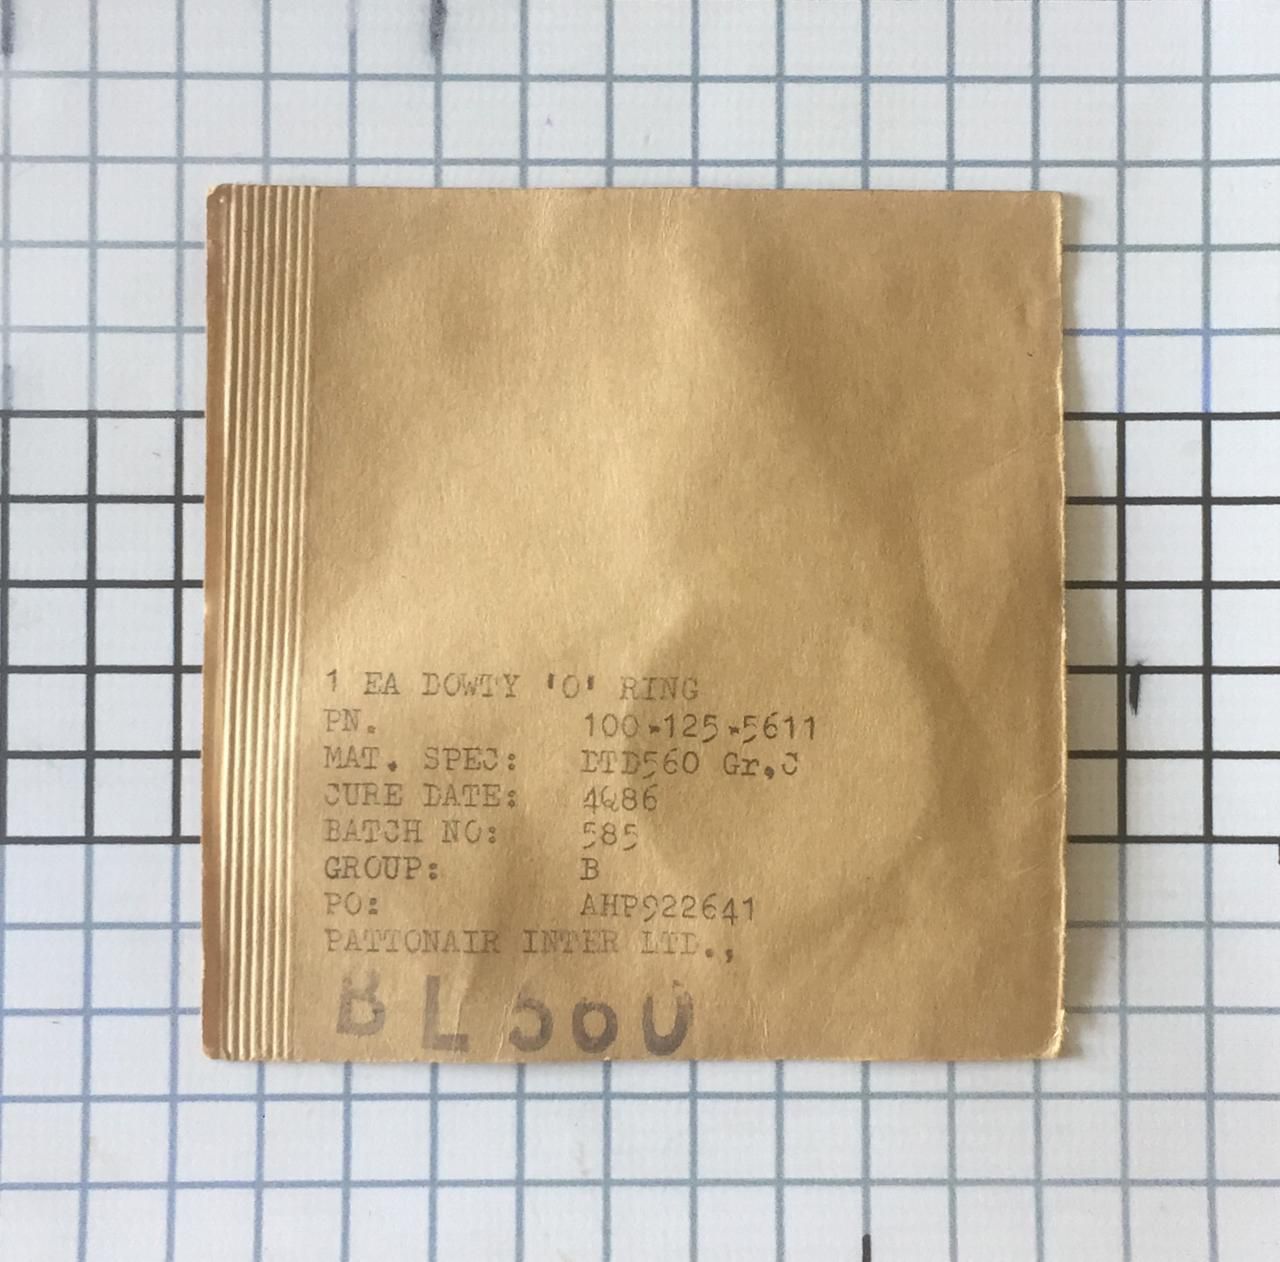 1 EA DOWTY 'O' RING
PN. 100-125-5611
MAT. SPEC: DTD560 Gr,C
CURE DATE: 4Q86
BATCH NO: 585
GROUP: B
PO: AHP922641
PATTONAIR INTER LTD.,
BL560